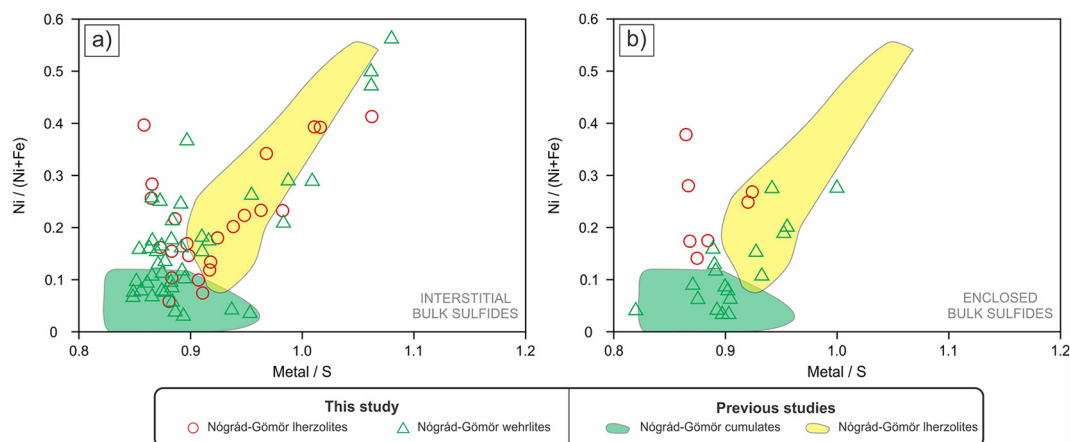 a)
0.6
0.5
0.4
0.3
0.2
0.1
0
Ni / (Ni+Fe)
INTERSTITIAL
BULK SULFIDES
0.8 0.9 1.0 1.1 1.2
Metal / S
b)
0.6
0.5
0.4
0.3
0.2
0.1
0
Ni / (Ni+Fe)
ENCLOSED
BULK SULFIDES
0.8 0.9 1.0 1.1 1.2
Metal / S
This study
Nógrád-Gömör lherzolites Nógrád-Gömör wehrlites
Previous studies
Nógrád-Gömör cumulates Nógrád-Gömör lherzolites